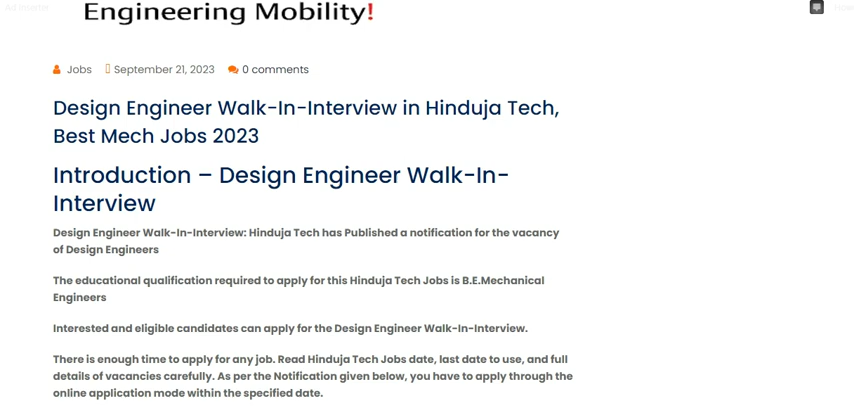 Engineering Mobility!
Jobs September 21, 2023 0 comments
Design Engineer Walk-In-Interview in Hinduja Tech,
Best Mech Jobs 2023
Introduction – Design Engineer Walk-In-
Interview
Design Engineer Walk-In-Interview: Hinduja Tech has Published a notification for the vacancy
of Design Engineers
The educational qualification required to apply for this Hinduja Tech Jobs is B.E.Mechanical
Engineers
Interested and eligible candidates can apply for the Design Engineer Walk-In-Interview.
There is enough time to apply for any job. Read Hinduja Tech Jobs date, last date to use, and full
details of vacancies carefully. As per the Notification given below, you have to apply through the
online application mode within the specified date.